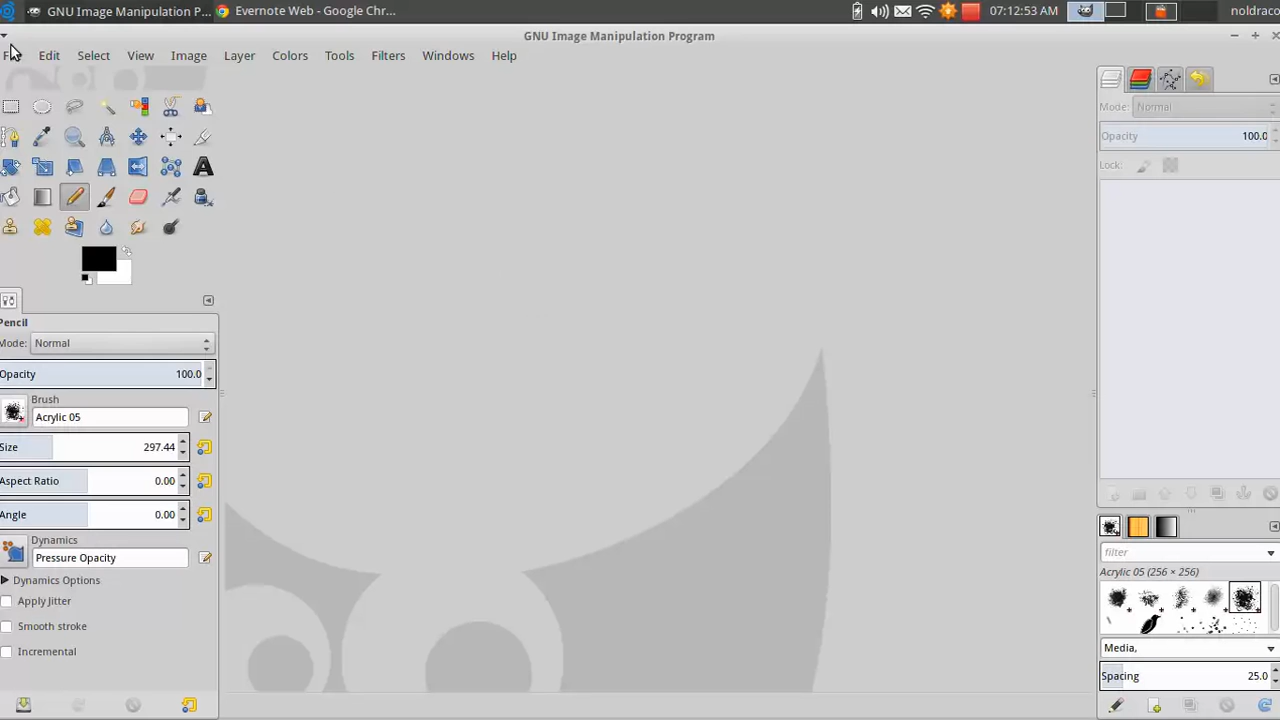 GNU Image Manipulation P... Evernote Web - Google Chr... 07:12:53 AM noldraco
GNU Image Manipulation Program
Edit Select View Image Layer Colors Tools Filters Windows Help
Mode: Normal
Opacity 100.0
Lock:
Pencil
Mode: Normal
Opacity 100.0
Brush
Acrylic 05
Size 297.44
Aspect Ratio 0.00
Angle 0.00
Dynamics
Pressure Opacity
Dynamics Options
Apply Jitter
Smooth stroke
Incremental
filter
Acrylic 05 (256 × 256)
Media,
Spacing 25.0